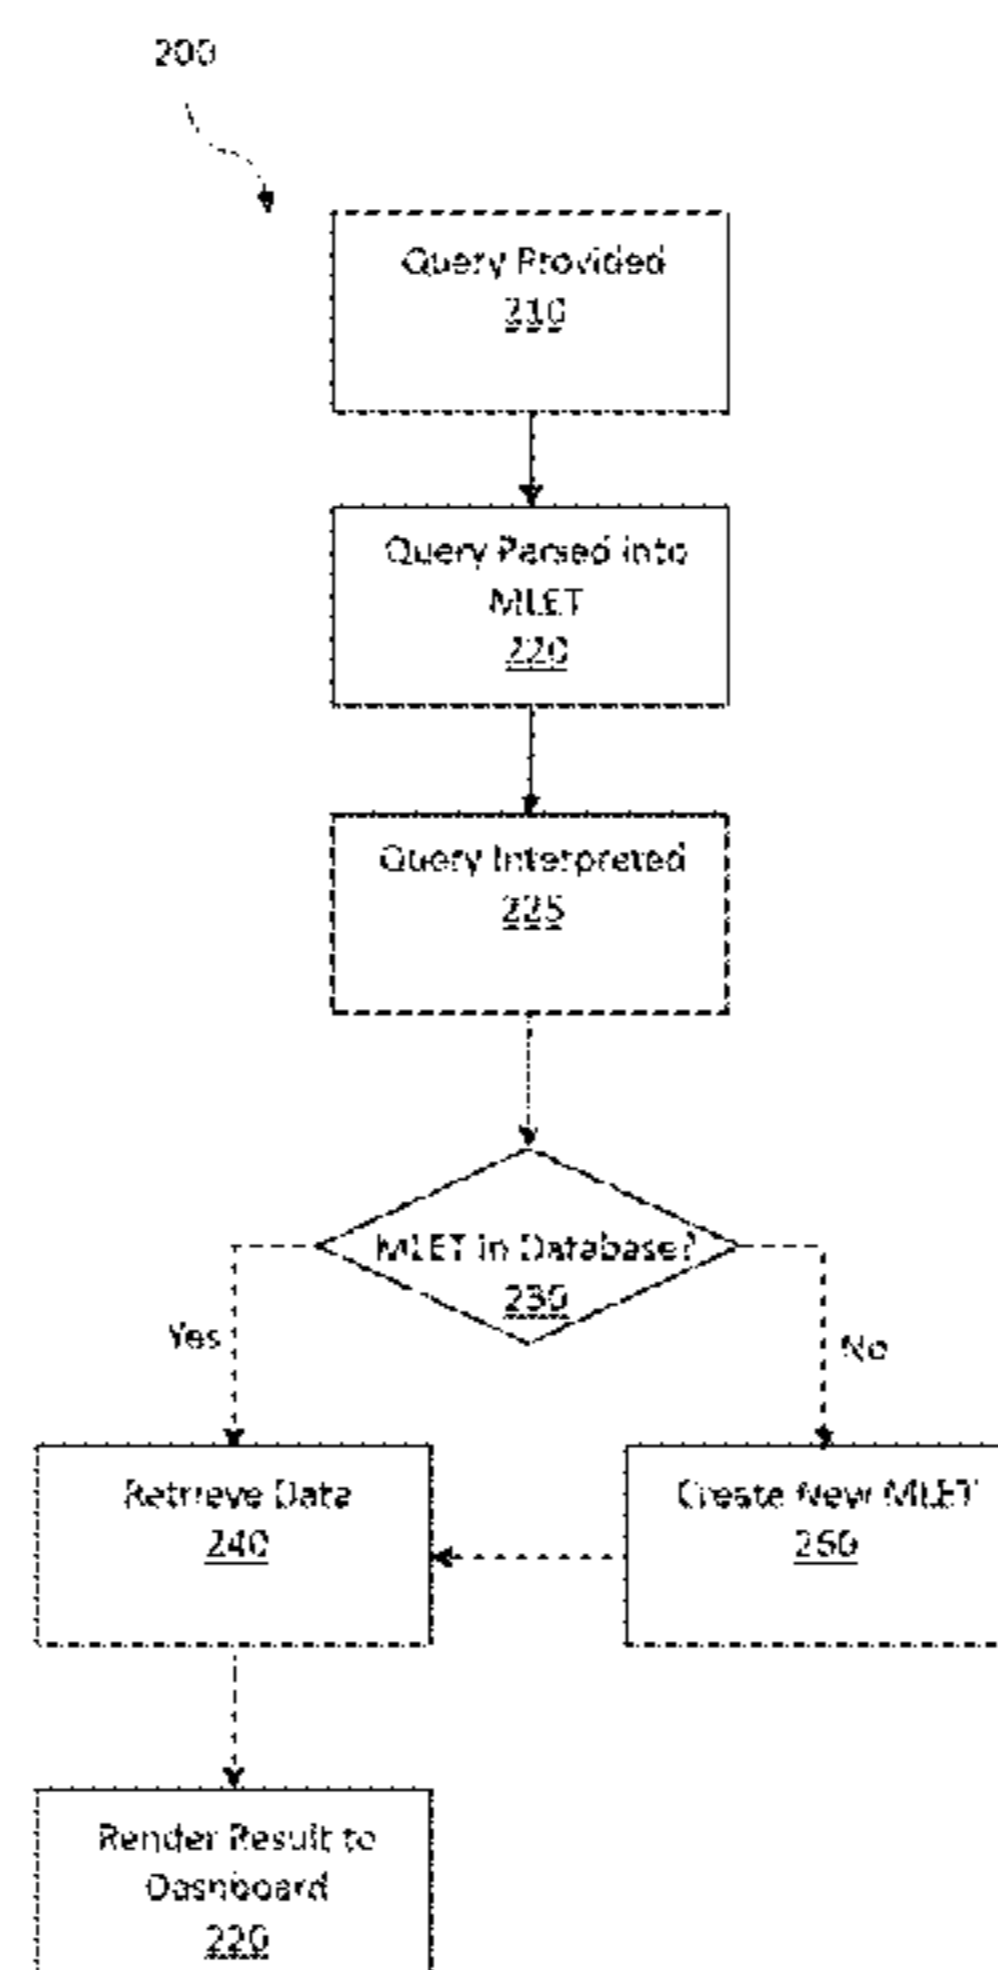 200
Query Provided
210
Query Parsed into
MLET
220
Query Interpreted
225
MLET in Database?
230
Yes
No
Retrieve Data
240
Create New MLET
260
Render Result to
Dashboard
220